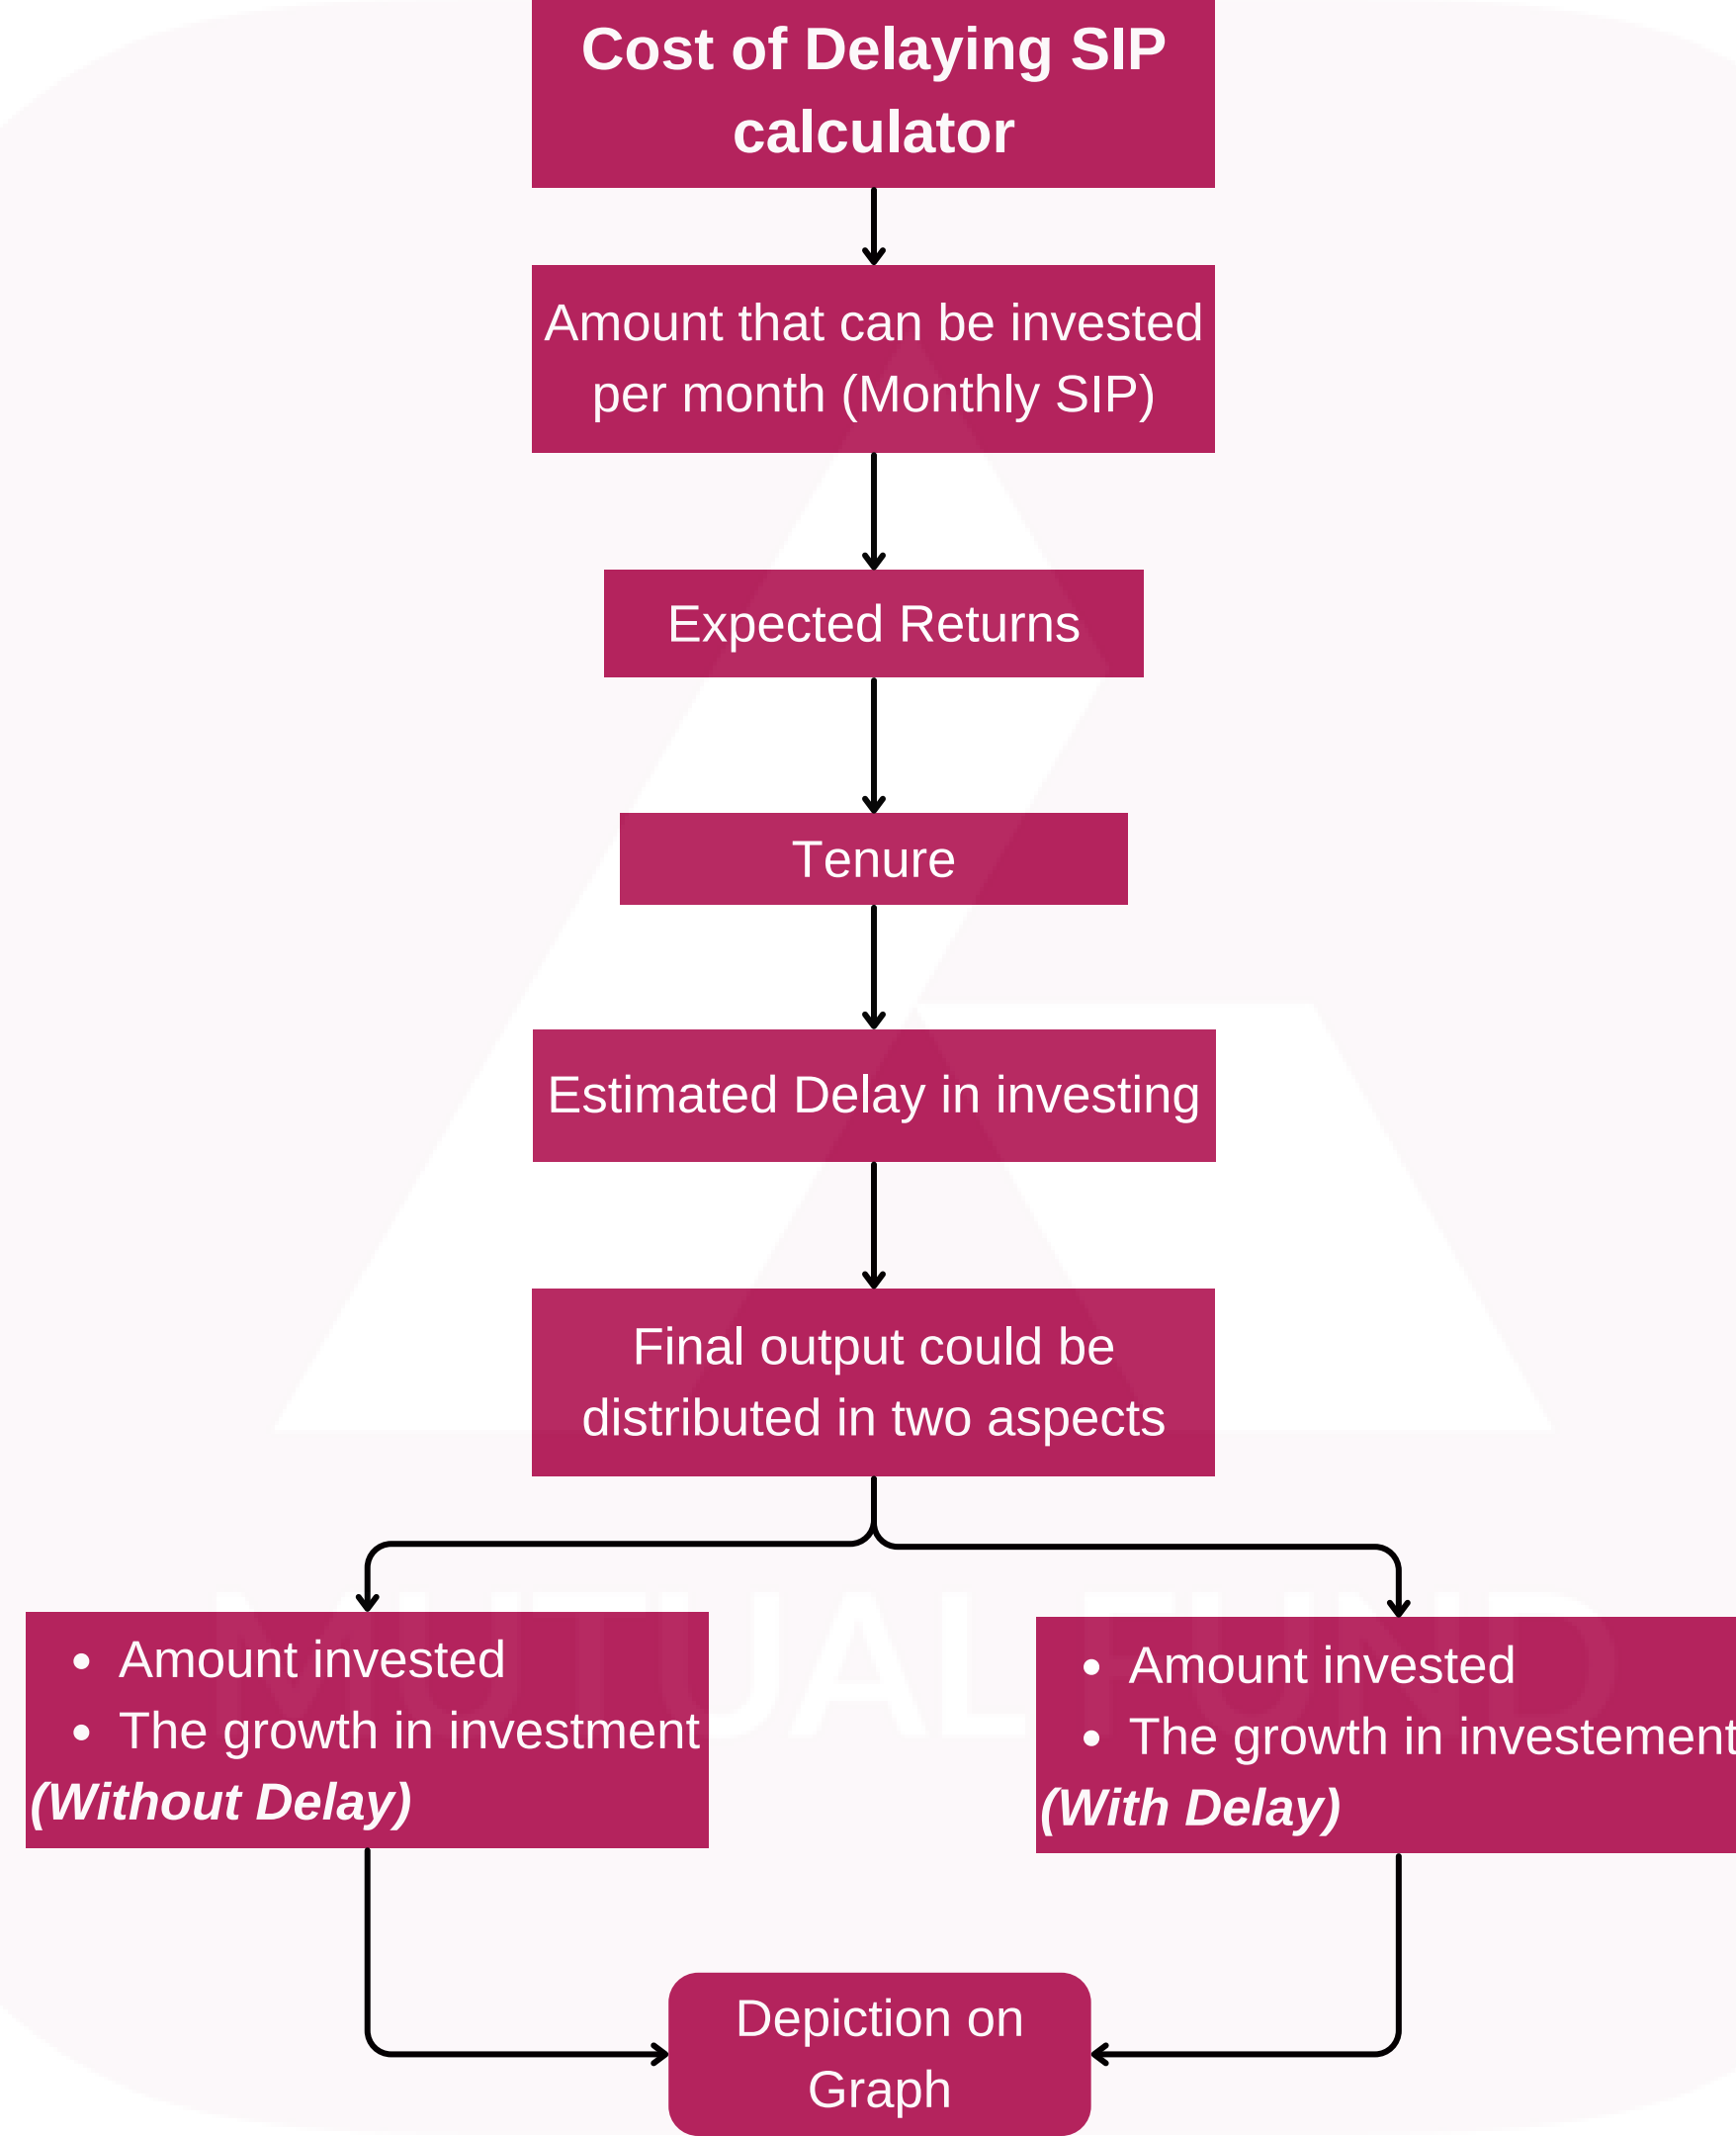 Cost of Delaying SIP
calculator
Amount that can be invested
per month (Monthly SIP)
Expected Returns
Tenure
Estimated Delay in investing
Final output could be
distributed in two aspects
MUTUAL FUND
• Amount invested
• The growth in investment
(Without Delay)
• Amount invested
• The growth in investement
(With Delay)
Depiction on
Graph